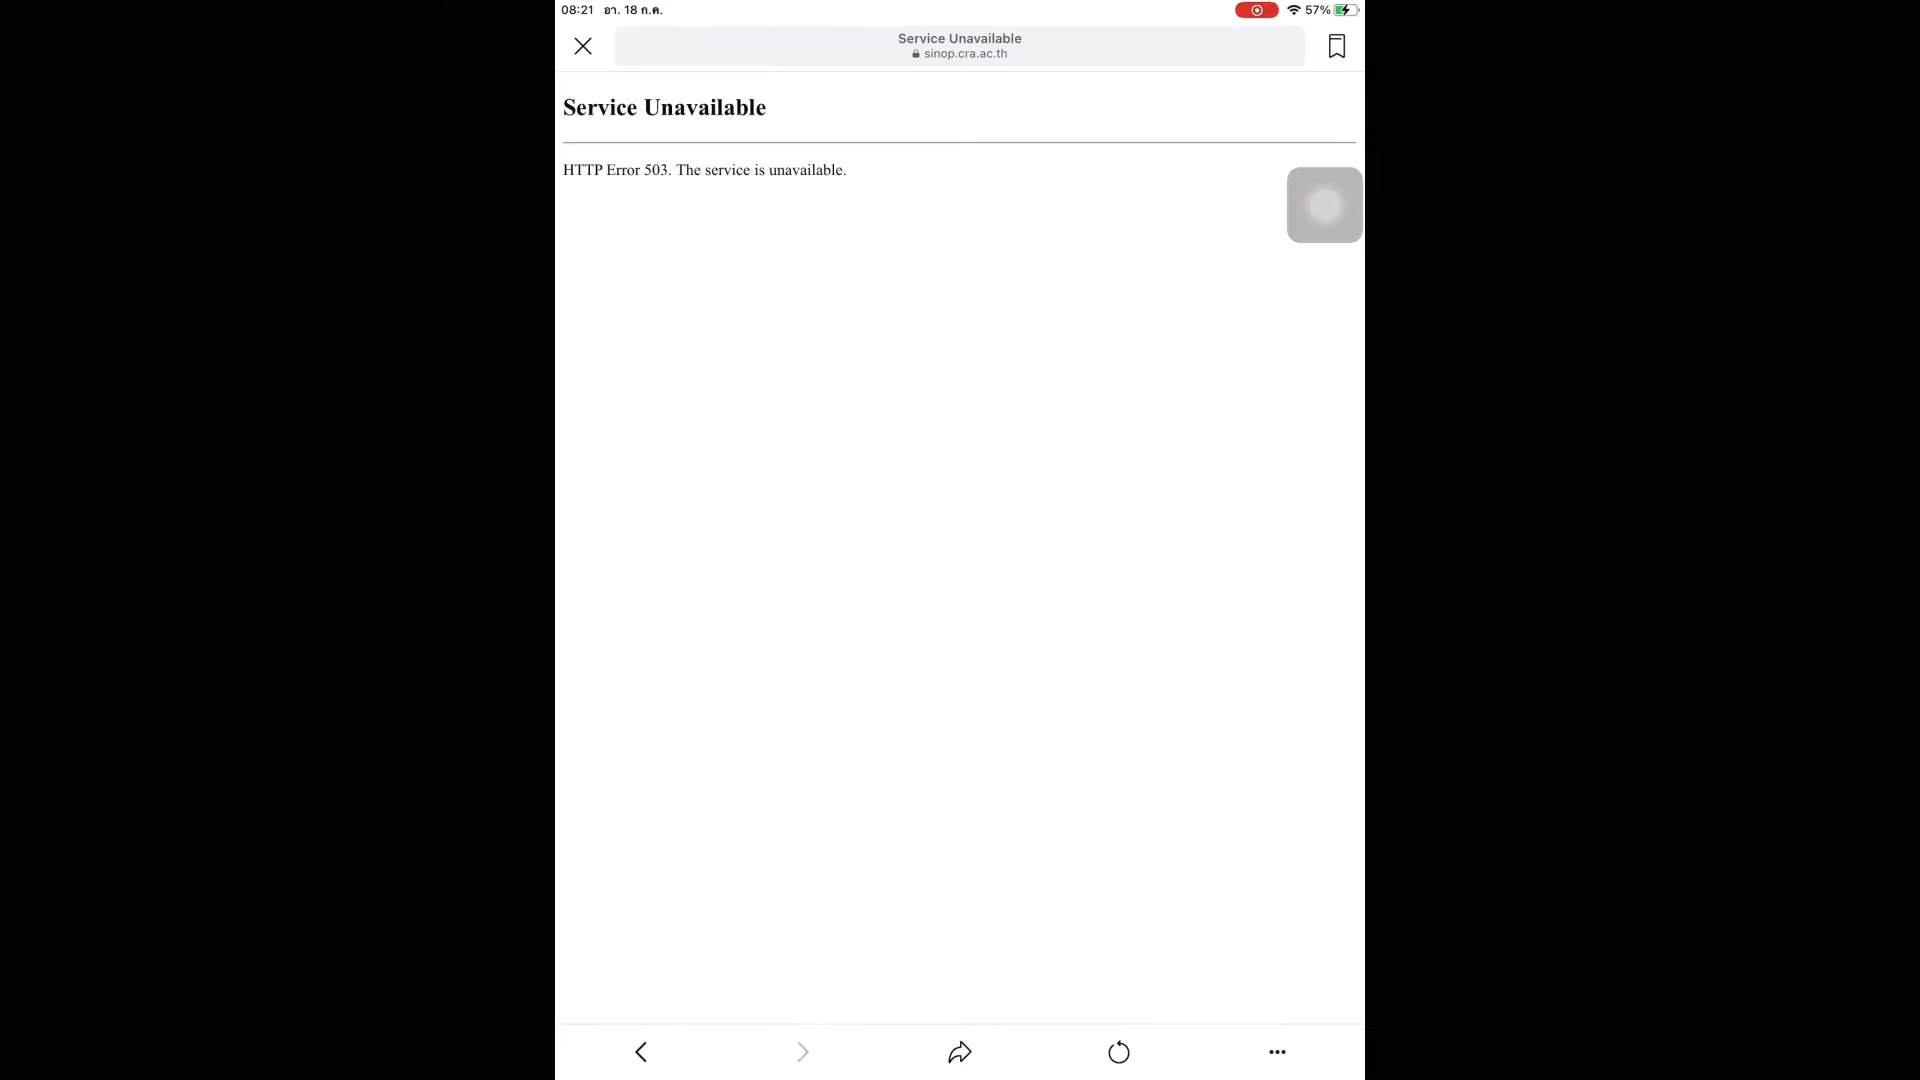 08:21 อา. 18 ก.ค. 57%
Service Unavailable
sinop.cra.ac.th
Service Unavailable
HTTP Error 503. The service is unavailable.